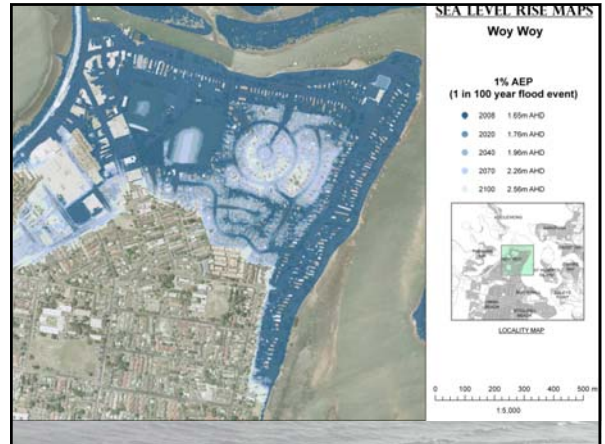 SEA LEVEL RISE MAPS
Woy Woy
1% AEP
(1 in 100 year flood event)
2008 1.65m AHD
2020 1.76m AHD
2040 1.96m AHD
2070 2.26m AHD
2100 2.56m AHD
LOCALITY MAP
0 100 200 300 400 500 m
1:5,000